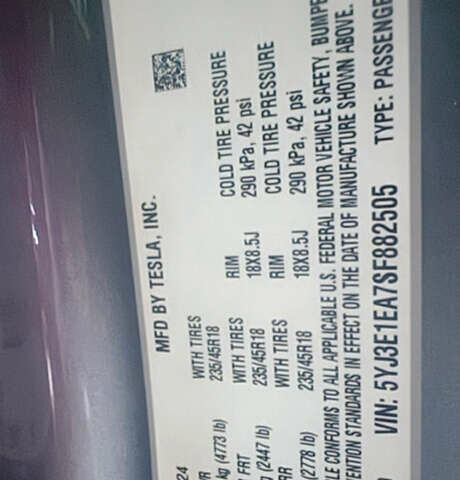 MFD BY TESLA, INC.
24
WITH TIRES RIM COLD TIRE PRESSURE
kg (4773 lb) 235/45R18 18X8.5J 290 kPa, 42 psi
FRT WITH TIRES RIM COLD TIRE PRESSURE
(2447 lb) 235/45R18 18X8.5J 290 kPa, 42 psi
RR WITH TIRES
(2778 lb) 235/45R18
LE CONFORMS TO ALL APPLICABLE U.S. FEDERAL MOTOR VEHICLE SAFETY, BUMPE
ENTION STANDARDS IN EFFECT ON THE DATE OF MANUFACTURE SHOWN ABOVE.
VIN: 5YJ3E1EA7SF882505 TYPE: PASSENGE